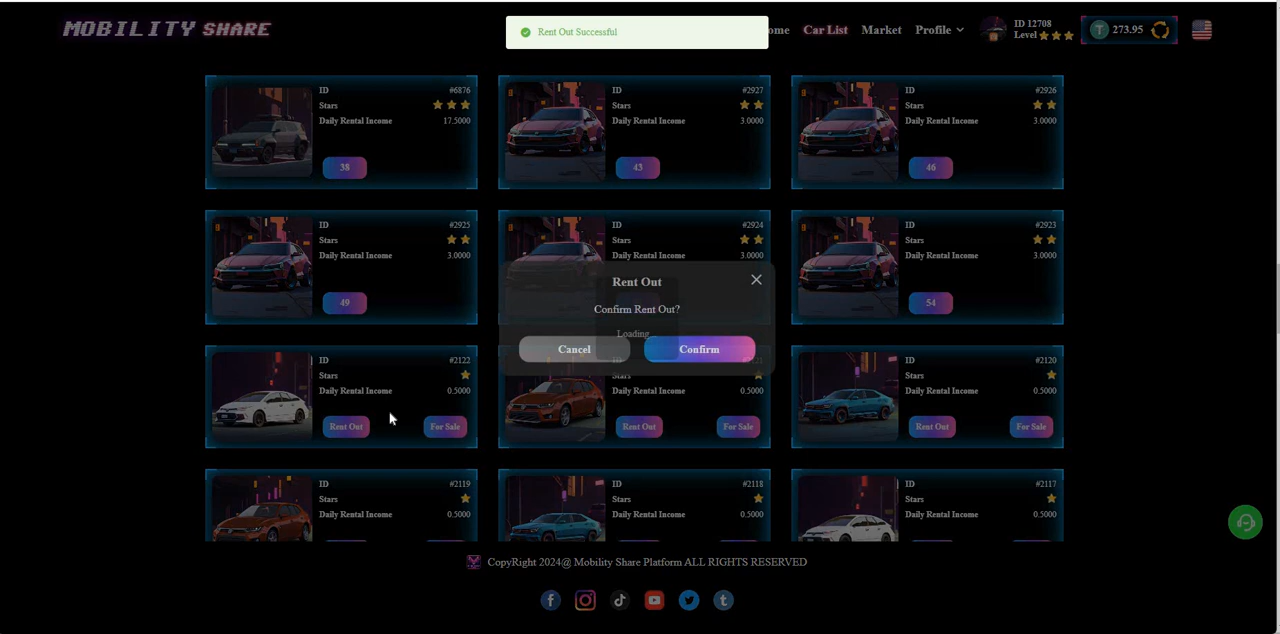 MOBILITY SHARE
Rent Out Successful
ome
Car List
Market
Profile
ID 12708
Level
T 273.95
ID #6876
Stars
Daily Rental Income 17.5000
38
ID #2927
Stars
Daily Rental Income 3.0000
43
ID #2926
Stars
Daily Rental Income 3.0000
46
ID #2925
Stars
Daily Rental Income 3.0000
49
ID #2924
Stars
Daily Rental Income 3.0000
ID #2923
Stars
Daily Rental Income 3.0000
54
Rent Out
Confirm Rent Out?
Loading
Cancel
Confirm
ID #2122
Stars
Daily Rental Income 0.5000
Rent Out
For Sale
Stars
Daily Rental Income 0.5000
Rent Out
For Sale
ID #2120
Stars
Daily Rental Income 0.5000
Rent Out
For Sale
ID #2119
Stars
Daily Rental Income 0.5000
ID #2118
Stars
Daily Rental Income 0.5000
ID #2117
Stars
Daily Rental Income 0.5000
CopyRight 2024@ Mobility Share Platform ALL RIGHTS RESERVED